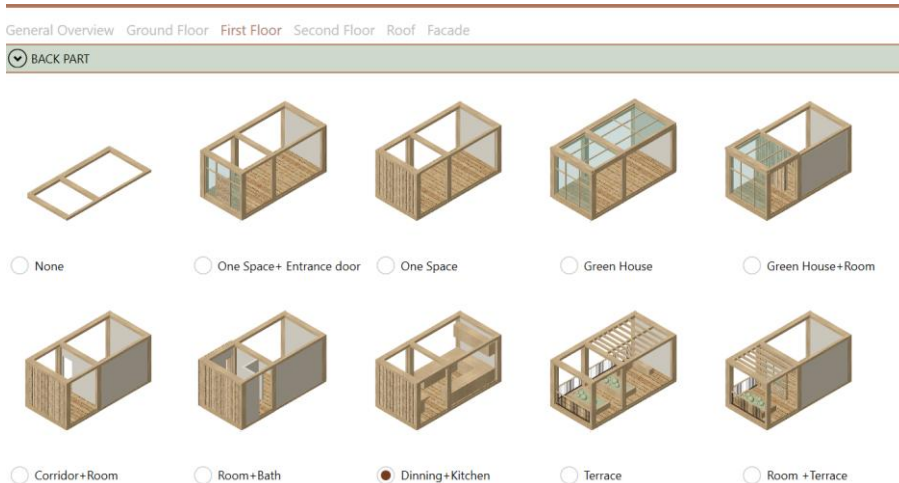 General Overview Ground Floor First Floor Second Floor Roof Facade
BACK PART
None
One Space+ Entrance door
One Space
Green House
Green House+Room
Corridor+Room
Room+Bath
Dinning+Kitchen
Terrace
Room +Terrace